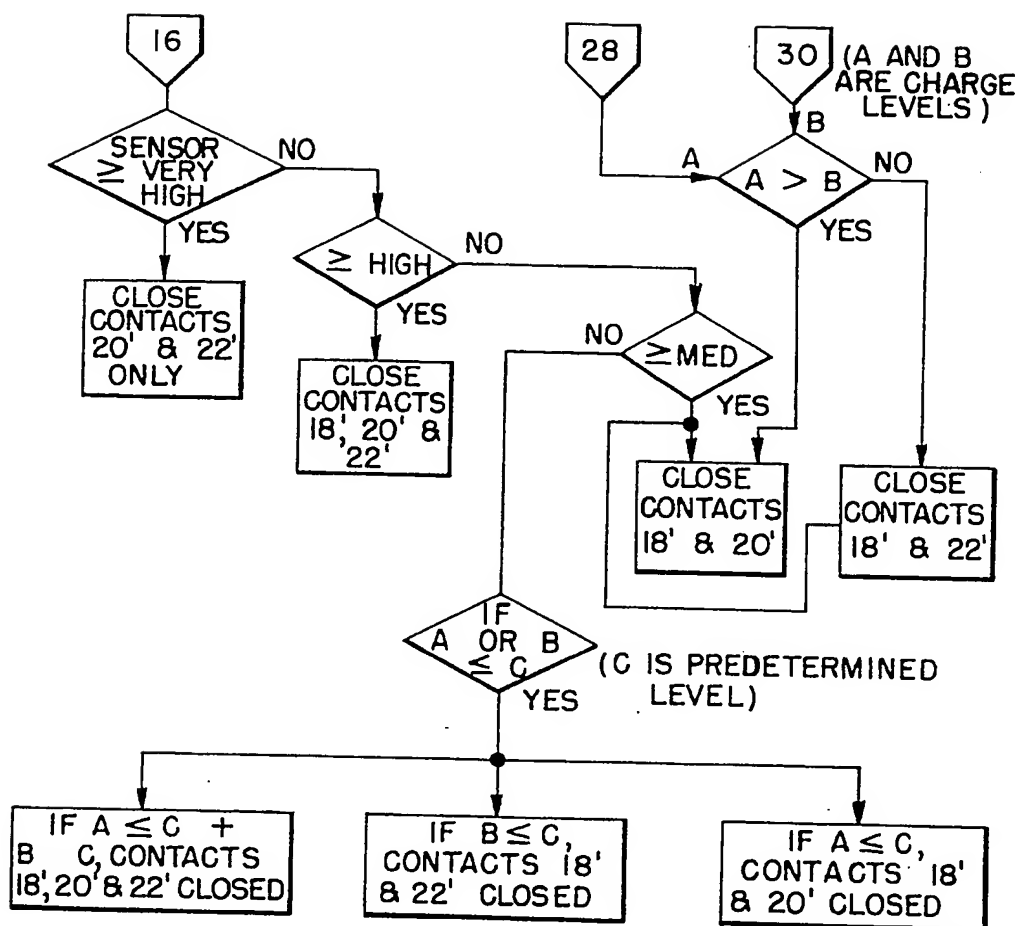 16
28
30
(A AND B
ARE CHARGE
LEVELS)
SENSOR
≥ VERY
HIGH
NO
YES
A
B
A > B
NO
YES
≥ HIGH
NO
YES
CLOSE
CONTACTS
20' & 22'
ONLY
NO
≥MED
YES
CLOSE
CONTACTS
18', 20' &
22'
CLOSE
CONTACTS
18' & 20'
CLOSE
CONTACTS
18' & 22'
IF
A OR B
≤ C
(C IS PREDETERMINED
LEVEL)
YES
IF A ≤ C +
B C, CONTACTS
18', 20' & 22' CLOSED
IF B ≤ C,
CONTACTS 18'
& 22' CLOSED
IF A ≤ C,
CONTACTS 18'
& 20' CLOSED